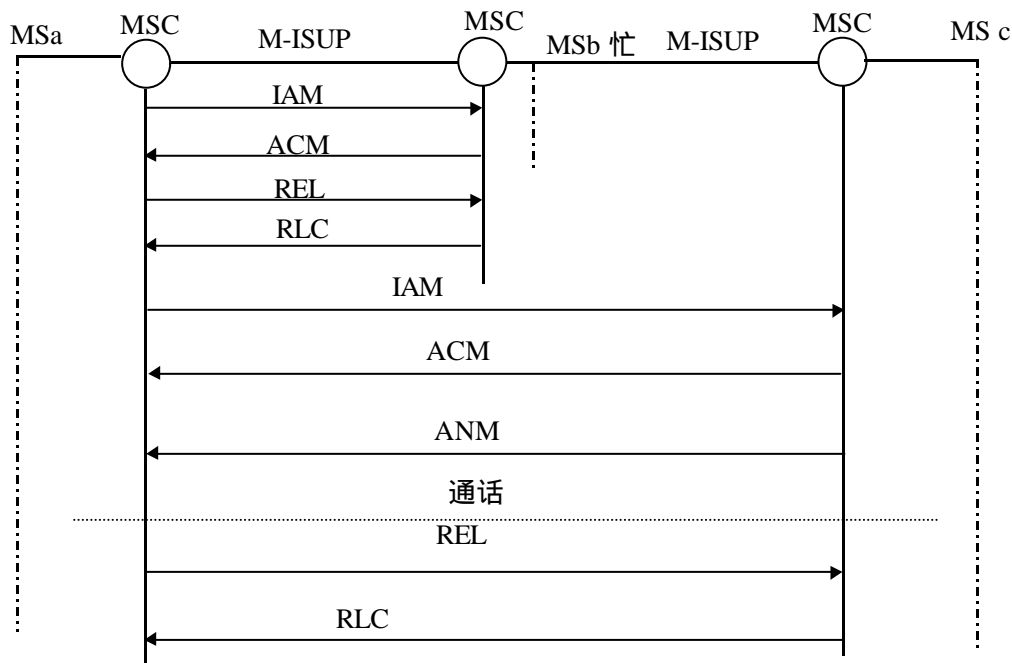 MSa MSC M-ISUP MSC MSb 忙 M-ISUP MSC MS c
IAM
ACM
REL
RLC
IAM
ACM
ANM
通话
REL
RLC